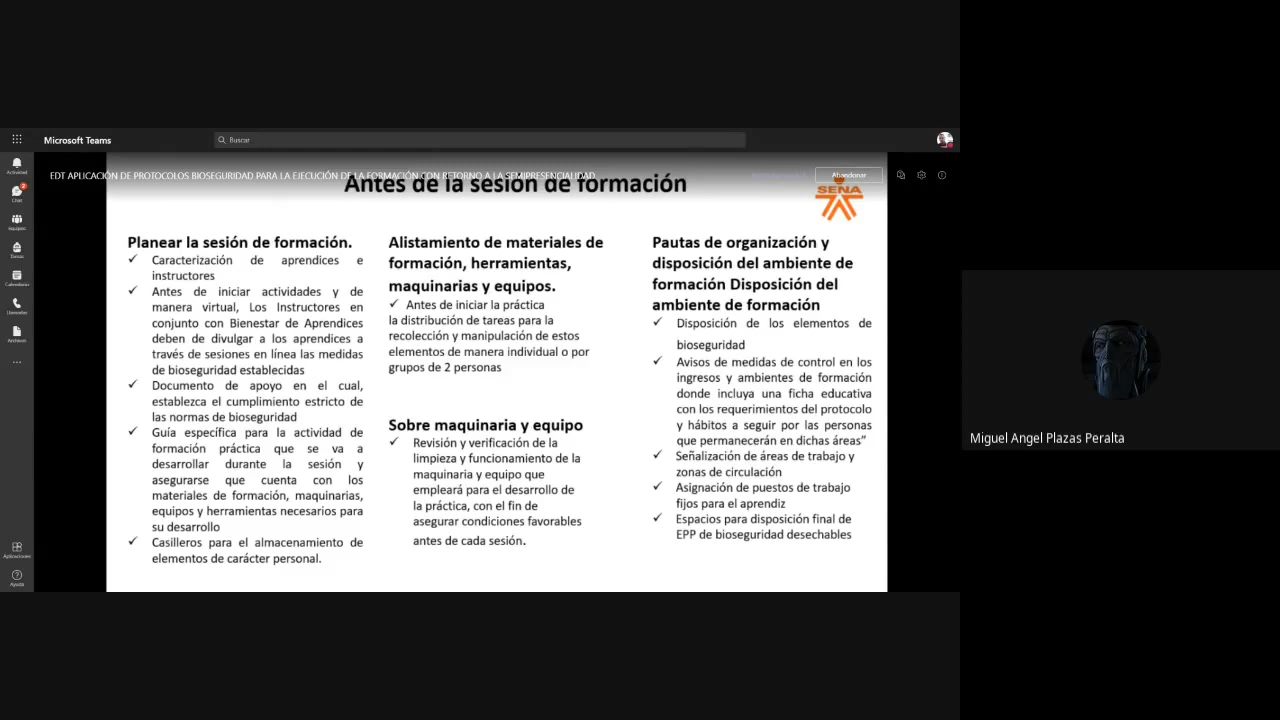 Microsoft Teams
Buscar
EDT APLICACIÓN DE PROTOCOLOS BIOSEGURIDAD PARA LA EJECUCIÓN DE LA FORMACIÓN CON RETORNO A LA SEMIPRESENCIALIDAD
Abandonar
Antes de la sesión de formación
SENA
Actividad
Chat
Equipos
Tareas
Calendario
Llamadas
Archivos
Aplicaciones
Ayuda
Planear la sesión de formación.
✓ Caracterización de aprendices e
instructores
✓ Antes de iniciar actividades y de
manera virtual, Los Instructores en
conjunto con Bienestar de Aprendices
deben de divulgar a los aprendices a
través de sesiones en línea las medidas
de bioseguridad establecidas
✓ Documento de apoyo en el cual,
establezca el cumplimiento estricto de
las normas de bioseguridad
✓ Guía específica para la actividad de
formación práctica que se va a
desarrollar durante la sesión y
asegurarse que cuenta con los
materiales de formación, maquinarias,
equipos y herramientas necesarios para
su desarrollo
✓ Casilleros para el almacenamiento de
elementos de carácter personal.
Alistamiento de materiales de
formación, herramientas,
maquinarias y equipos.
✓ Antes de iniciar la práctica
la distribución de tareas para la
recolección y manipulación de estos
elementos de manera individual o por
grupos de 2 personas
Sobre maquinaria y equipo
✓ Revisión y verificación de la
limpieza y funcionamiento de la
maquinaria y equipo que
empleará para el desarrollo de
la práctica, con el fin de
asegurar condiciones favorables
antes de cada sesión.
Pautas de organización y
disposición del ambiente de
formación Disposición del
ambiente de formación
✓ Disposición de los elementos de
bioseguridad
✓ Avisos de medidas de control en los
ingresos y ambientes de formación
donde incluya una ficha educativa
con los requerimientos del protocolo
y hábitos a seguir por las personas
que permanecerán en dichas áreas”
✓ Señalización de áreas de trabajo y
zonas de circulación
✓ Asignación de puestos de trabajo
fijos para el aprendiz
✓ Espacios para disposición final de
EPP de bioseguridad desechables
Miguel Angel Plazas Peralta